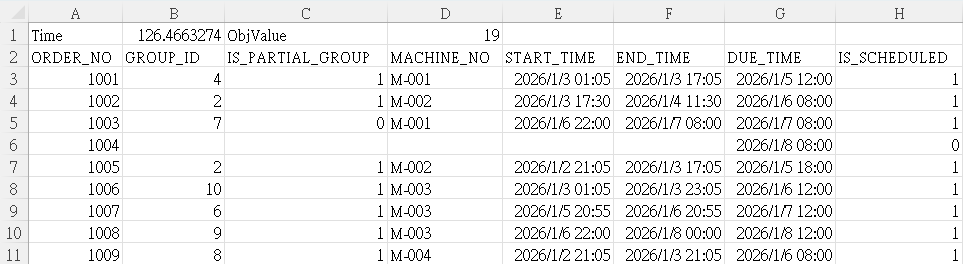 A B C D E F G H
1 Time 126.4663274 ObjValue 19
2 ORDER_NO GROUP_ID IS_PARTIAL_GROUP MACHINE_NO START_TIME END_TIME DUE_TIME IS_SCHEDULED
3 1001 4 1 M-001 2026/1/3 01:05 2026/1/3 17:05 2026/1/5 12:00 1
4 1002 2 1 M-002 2026/1/3 17:30 2026/1/4 11:30 2026/1/6 08:00 1
5 1003 7 0 M-001 2026/1/6 22:00 2026/1/7 08:00 2026/1/7 08:00 1
6 1004 2026/1/8 08:00 0
7 1005 2 1 M-002 2026/1/2 21:05 2026/1/3 17:05 2026/1/5 18:00 1
8 1006 10 1 M-003 2026/1/3 01:05 2026/1/3 23:05 2026/1/6 12:00 1
9 1007 6 1 M-003 2026/1/5 20:55 2026/1/6 20:55 2026/1/7 12:00 1
10 1008 9 1 M-003 2026/1/6 22:00 2026/1/8 00:00 2026/1/8 12:00 1
11 1009 8 1 M-004 2026/1/2 21:05 2026/1/3 21:05 2026/1/6 08:00 1